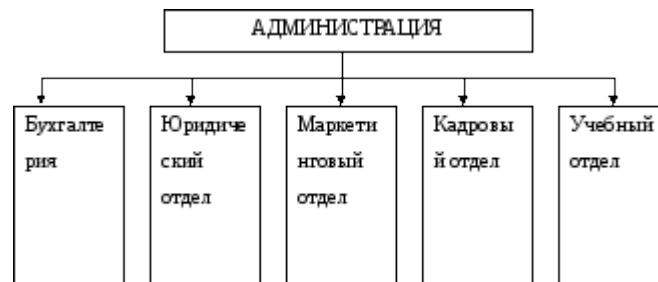 АДМИНИСТРАЦИЯ
Бухгалте
рия
Юридиче
ский
отдел
Маркети
нговый
отдел
Кадровы
й отдел
Учебный
отдел